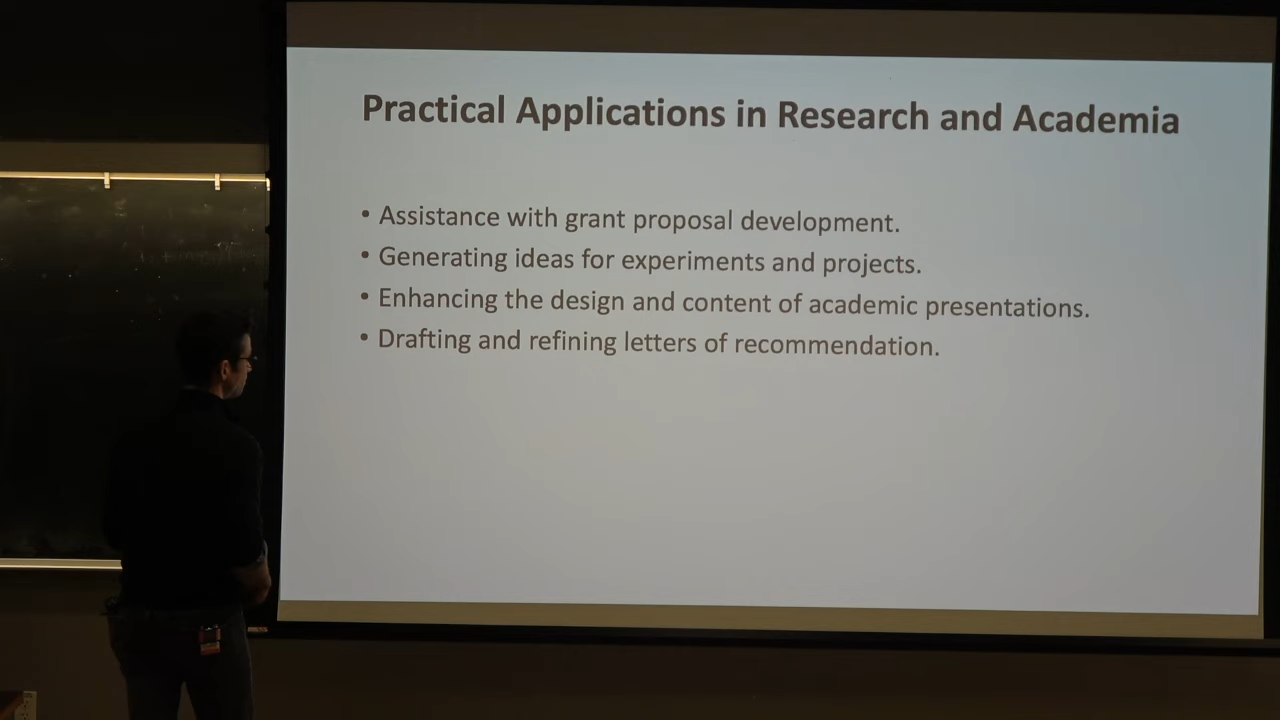 Practical Applications in Research and Academia
• Assistance with grant proposal development.
• Generating ideas for experiments and projects.
• Enhancing the design and content of academic presentations.
• Drafting and refining letters of recommendation.